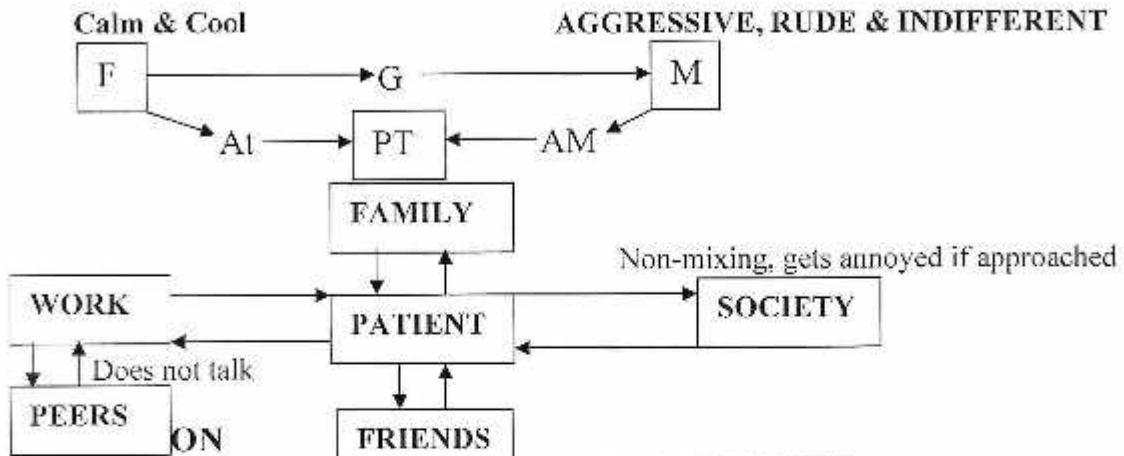 Calm & Cool AGGRESSIVE, RUDE & INDIFFERENT
F G M
At PT AM
FAMILY
Non-mixing, gets annoyed if approached
WORK PATIENT SOCIETY
Does not talk
PEERS ON FRIENDS